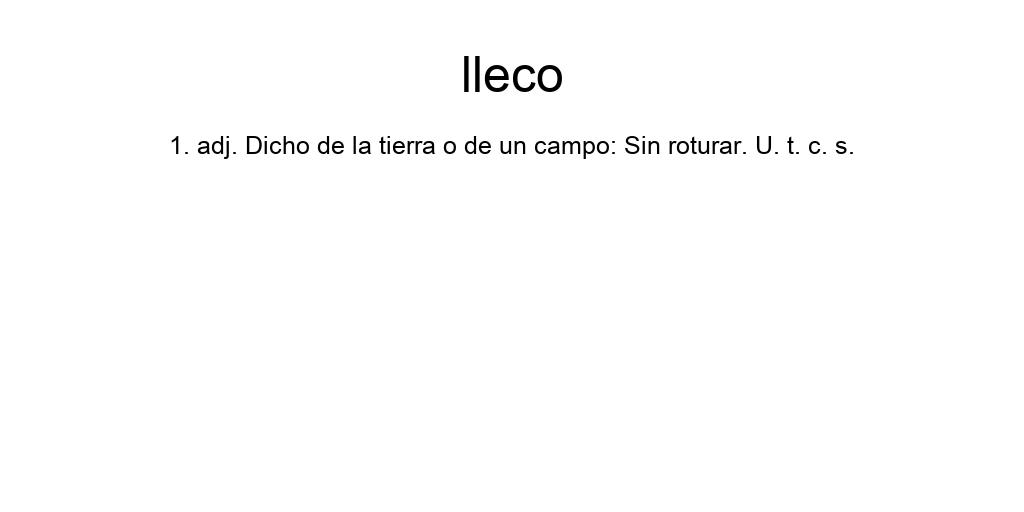 lleco
1. adj. Dicho de la tierra o de un campo: Sin roturar. U. t. c. s.